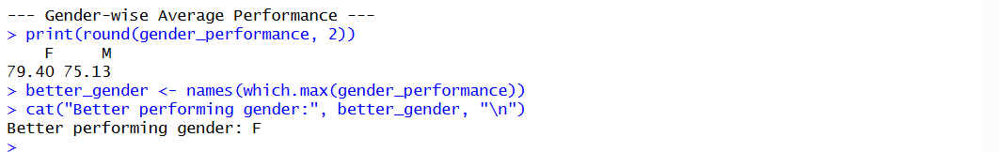 --- Gender-wise Average Performance ---
> print(round(gender_performance, 2))
    F     M
79.40 75.13
> better_gender <- names(which.max(gender_performance))
> cat("Better performing gender:", better_gender, "\n")
Better performing gender: F
>